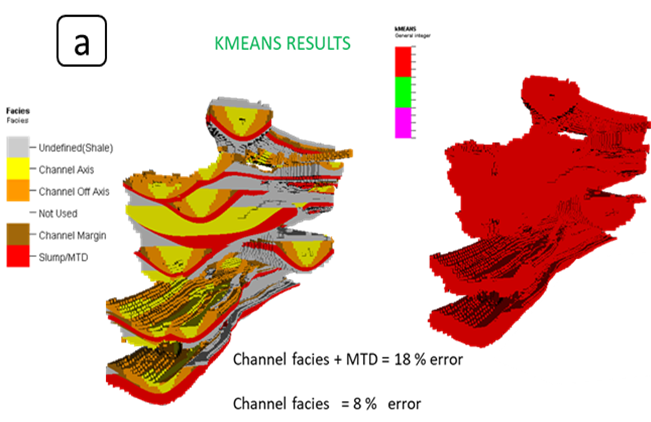 a
KMEANS RESULTS
kMEANS
General integer
Facies
Facies
Undefined(Shale)
Channel Axis
Channel Off Axis
Not Used
Channel Margin
Slump/MTD
Channel facies + MTD = 18 % error
Channel facies = 8 % error